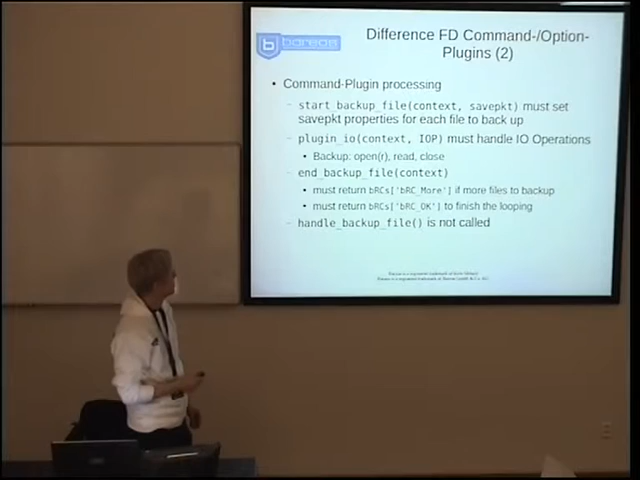 bareos
Difference FD Command-/Option-
Plugins (2)
• Command-Plugin processing
– start_backup_file(context, savepkt) must set
savepkt properties for each file to back up
– plugin_io(context, IOP) must handle IO Operations
• Backup: open(r), read, close
– end_backup_file(context)
• must return bRCs['bRC_More'] if more files to backup
• must return bRCs['bRC_OK'] to finish the looping
– handle_backup_file() is not called